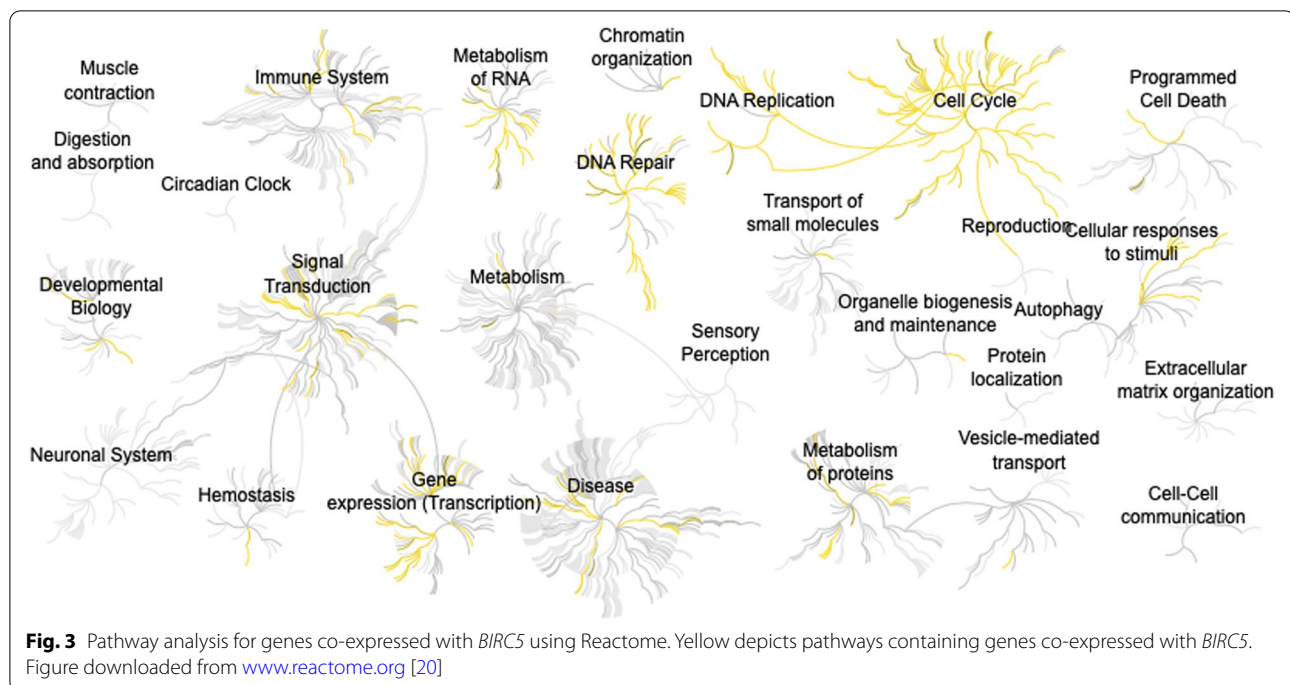 Muscle
contraction
Immune System
Metabolism
of RNA
Chromatin
organization
DNA Replication
Cell Cycle
Programmed
Cell Death
Digestion
and absorption
Circadian Clock
DNA Repair
Transport of
small molecules
Reproduction
Cellular responses
to stimuli
Developmental
Biology
Signal
Transduction
Metabolism
Sensory
Perception
Organelle biogenesis
and maintenance
Autophagy
Protein
localization
Extracellular
matrix organization
Neuronal System
Hemostasis
Gene
expression (Transcription)
Disease
Metabolism
of proteins
Vesicle-mediated
transport
Cell-Cell
communication
Fig. 3 Pathway analysis for genes co-expressed with BIRC5 using Reactome. Yellow depicts pathways containing genes co-expressed with BIRC5.
Figure downloaded from www.reactome.org [20]